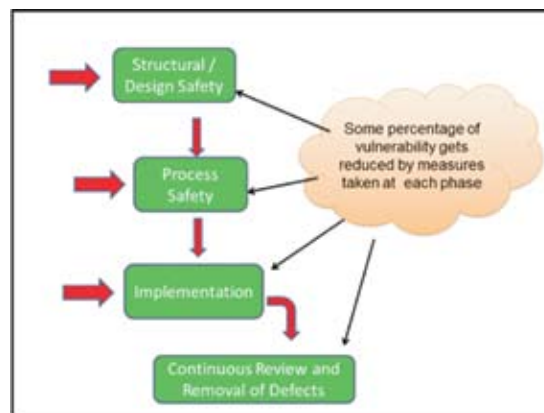 Structural /
Design Safety
Some percentage of
vulnerability gets
reduced by measures
taken at each phase
Process
Safety
Implementation
Continuous Review and
Removal of Defects